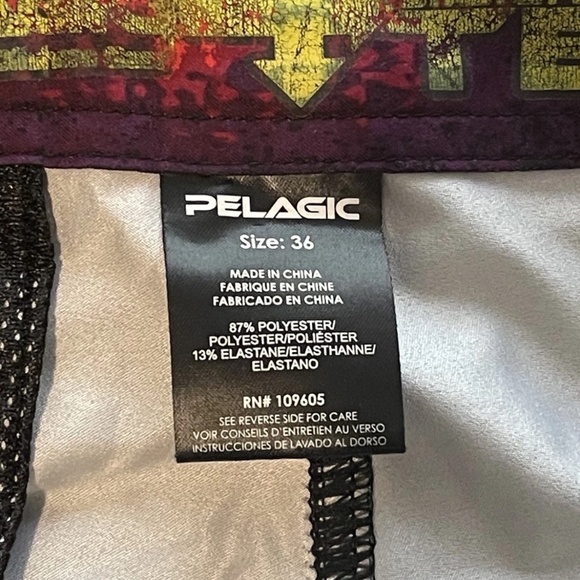 PELAGIC
Size: 36
MADE IN CHINA
FABRIQUE EN CHINE
FABRICADO EN CHINA
87% POLYESTER/
POLYESTER/POLIÉSTER
13% ELASTANE/ELASTHANNE/
ELASTANO
RN# 109605
SEE REVERSE SIDE FOR CARE
VOIR CONSEILS D'ENTRETIEN AU VERSO
INSTRUCCIONES DE LAVADO AL DORSO